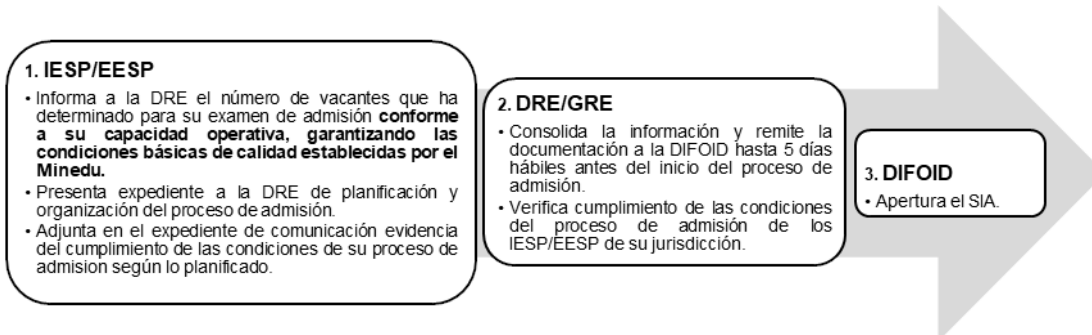 1. IESP/EESP
• Informa a la DRE el número de vacantes que ha
determinado para su examen de admisión conforme
a su capacidad operativa, garantizando las
condiciones básicas de calidad establecidas por el
Minedu.
• Presenta expediente a la DRE de planificación y
organización del proceso de admisión.
• Adjunta en el expediente de comunicación evidencia
del cumplimiento de las condiciones de su proceso de
admision según lo planificado.
2. DRE/GRE
• Consolida la información y remite la
documentación a la DIFOID hasta 5 días
hábiles antes del inicio del proceso de
admisión.
• Verifica cumplimiento de las condiciones
del proceso de admisión de los
IESP/EESP de su jurisdicción.
3. DIFOID
• Apertura el SIA.